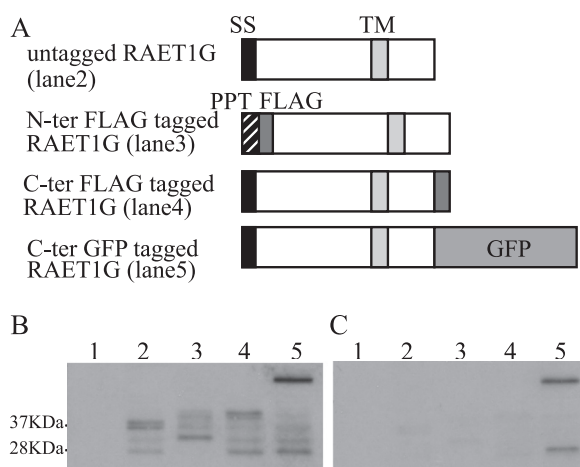 A
SS TM
untagged RAET1G
(lane2)
PPT FLAG
N-ter FLAG tagged
RAET1G (lane3)
C-ter FLAG tagged
RAET1G (lane4)
C-ter GFP tagged
RAET1G (lane5)
GFP
B C
1 2 3 4 5 1 2 3 4 5
37KDa
28KDa